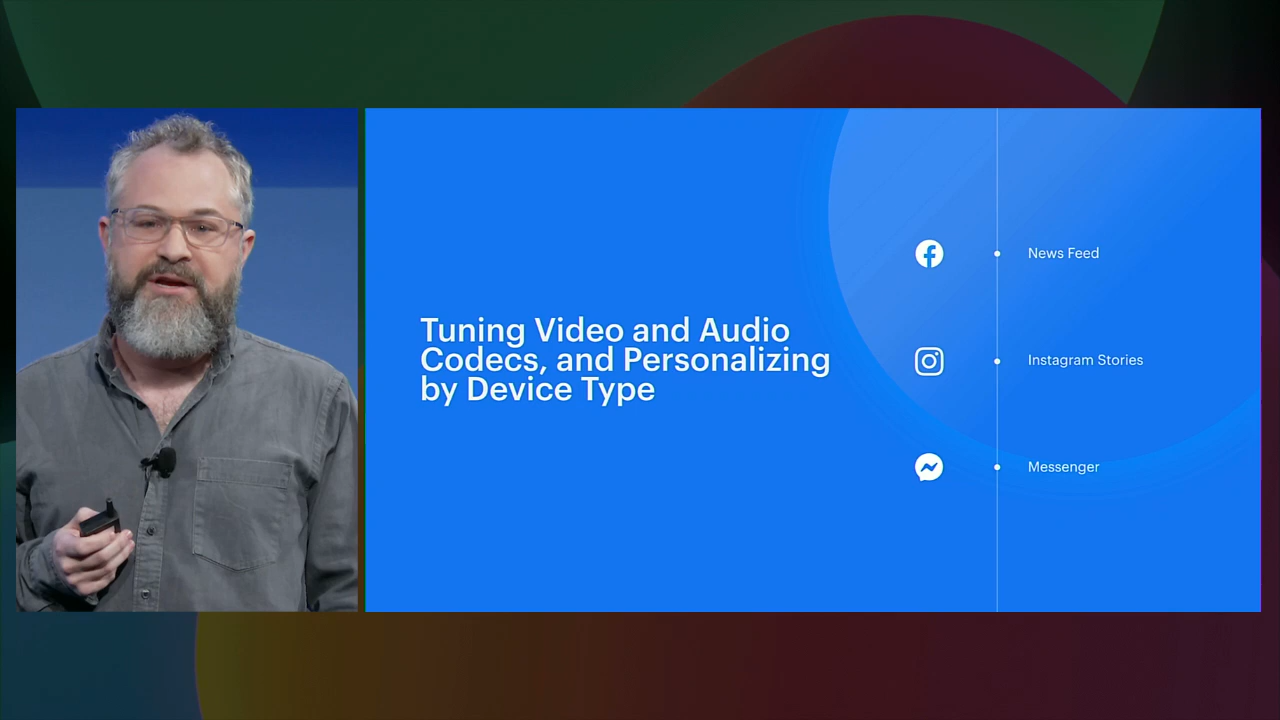 Tuning Video and Audio
Codecs, and Personalizing
by Device Type
News Feed
Instagram Stories
Messenger